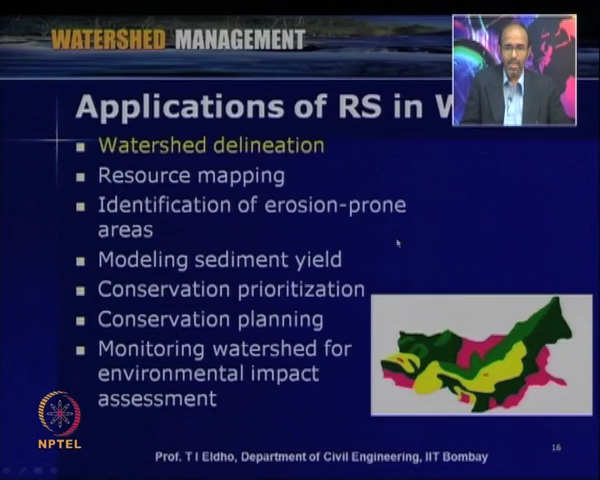 WATERSHED MANAGEMENT
Applications of RS in W
Watershed delineation
Resource mapping
Identification of erosion-prone
areas
Modeling sediment yield
Conservation prioritization
Conservation planning
Monitoring watershed for
environmental impact
assessment
NPTEL
16
Prof. T I Eldho, Department of Civil Engineering, IIT Bombay